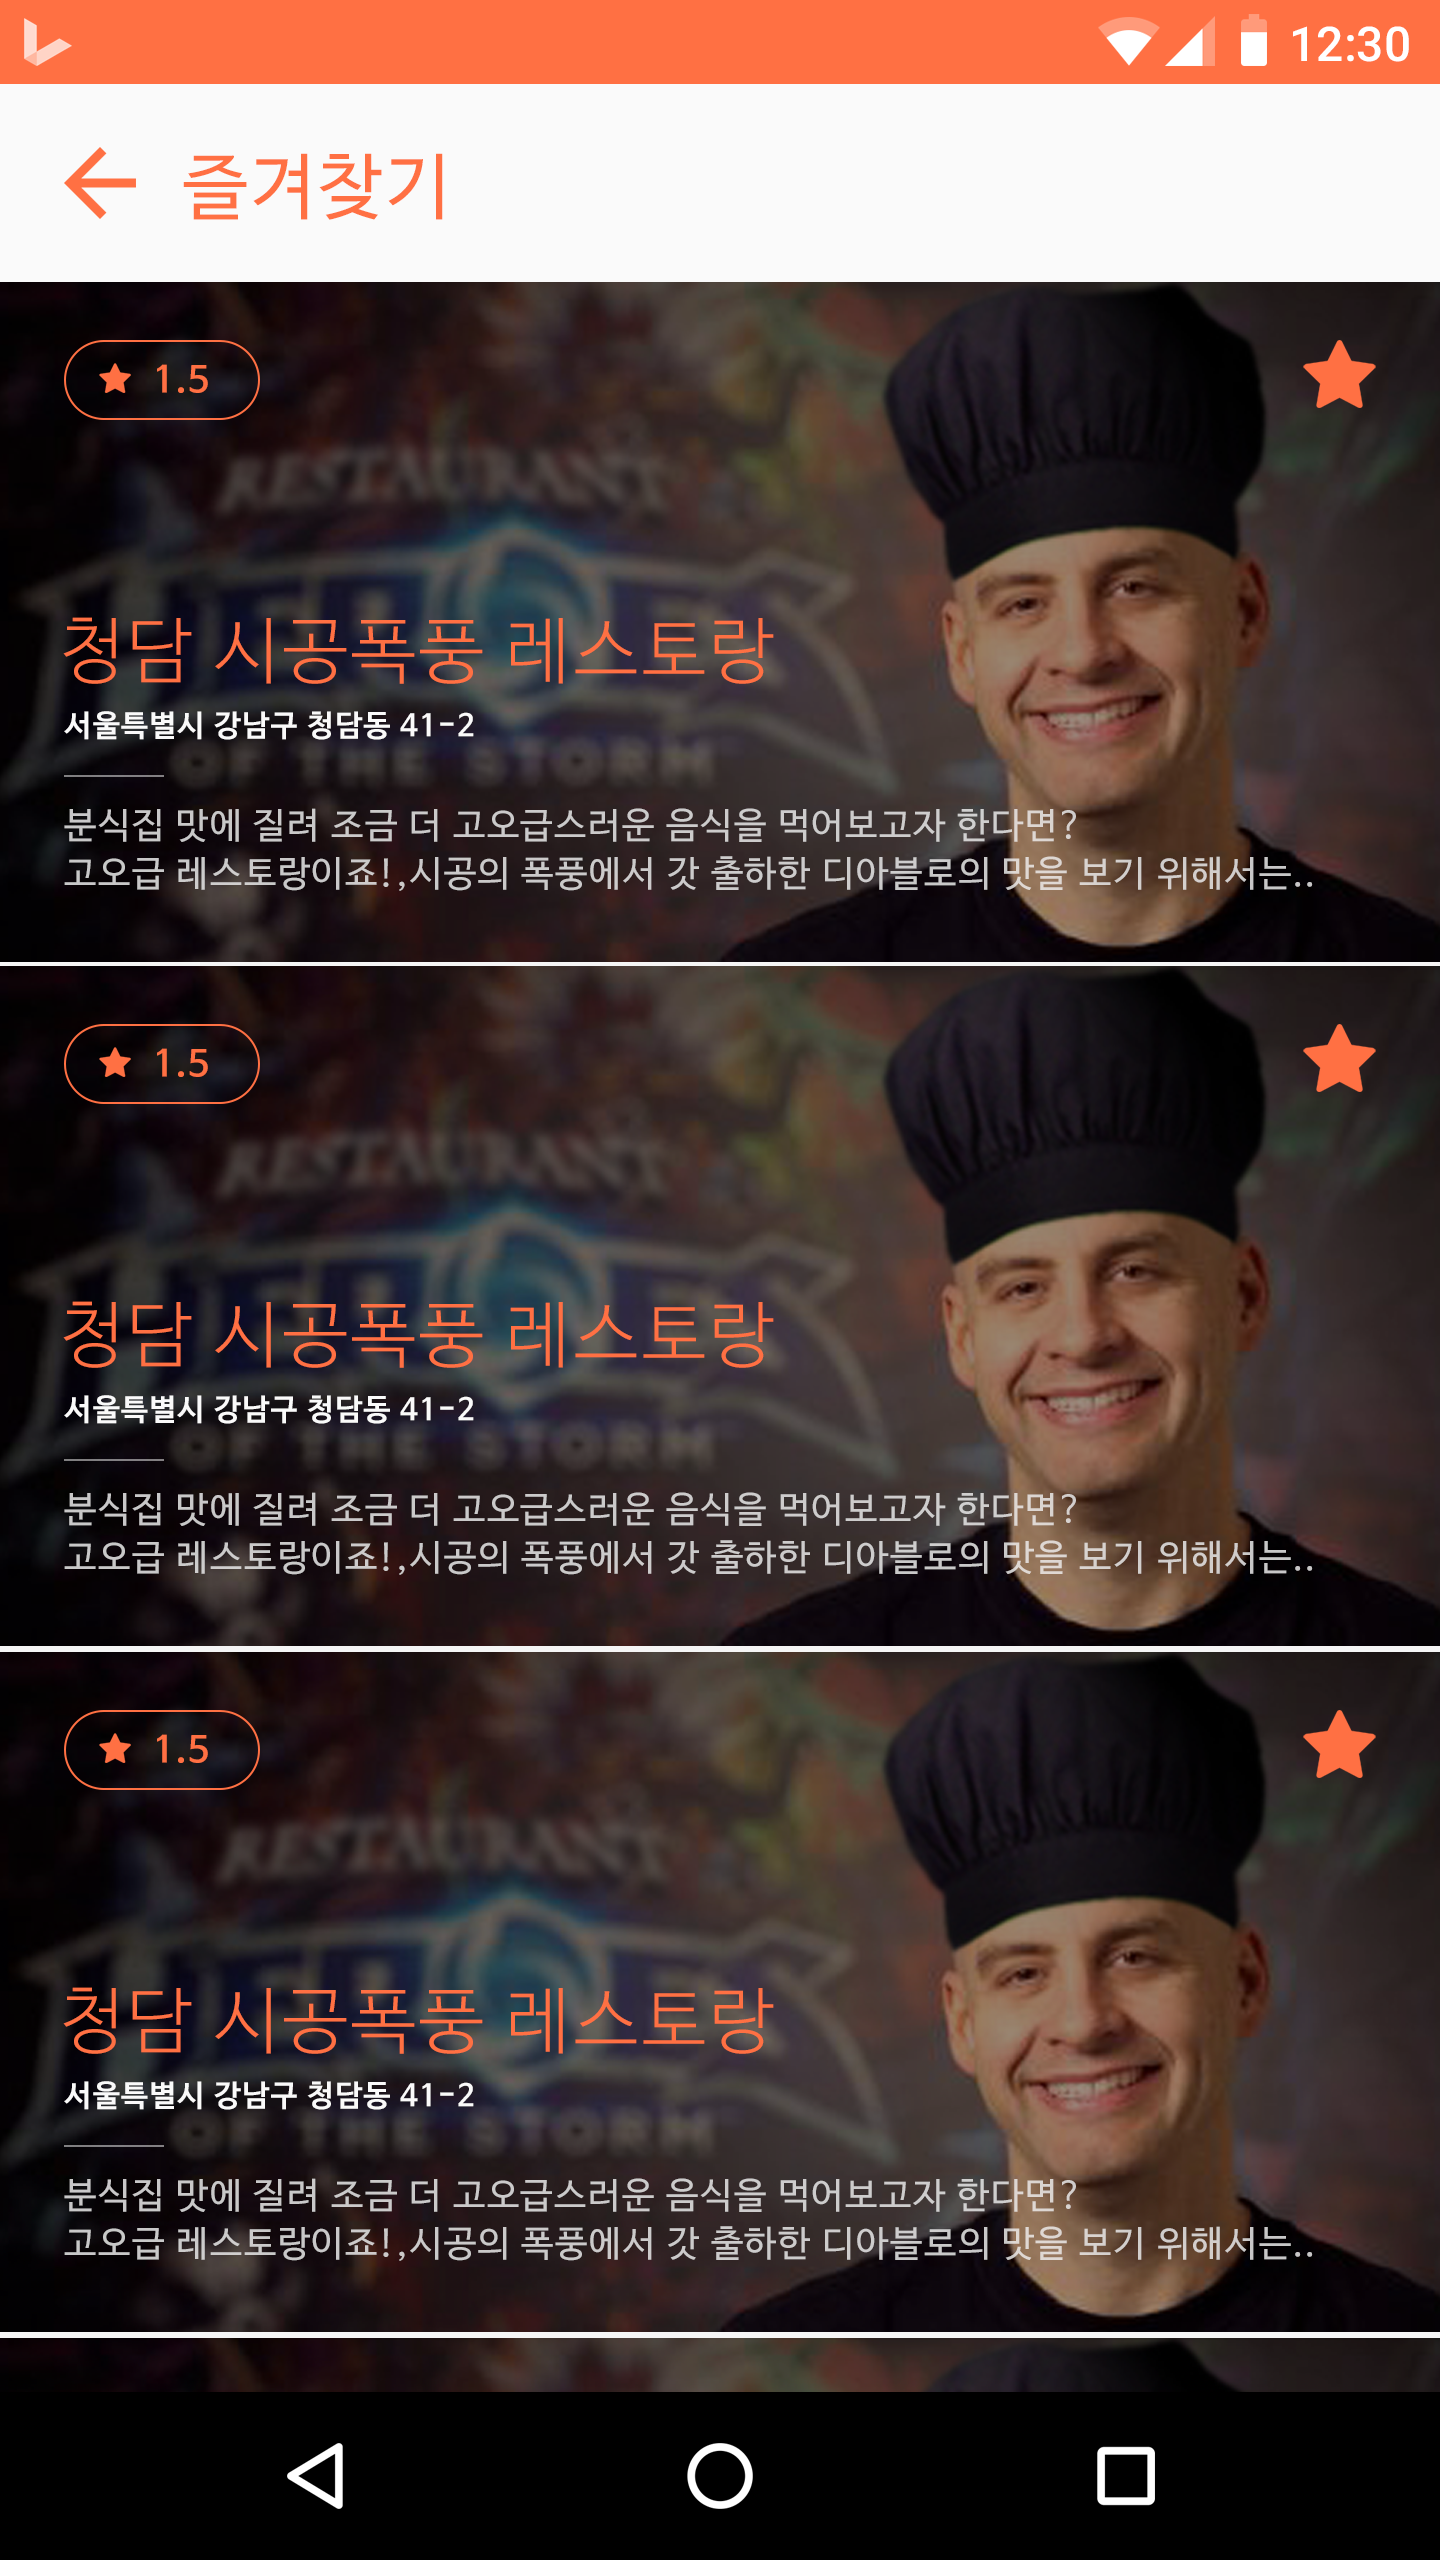 12:30
즐겨찾기
1.5
RESTAURANT
청담 시공폭풍 레스토랑
서울특별시 강남구 청담동 41-2
OF THE STORM
분식집 맛에 질려 조금 더 고오급스러운 음식을 먹어보고자 한다면?
고오급 레스토랑이죠!,시공의 폭풍에서 갓 출하한 디아블로의 맛을 보기 위해서는..
1.5
RESTAURANT
청담 시공폭풍 레스토랑
서울특별시 강남구 청담동 41-2
OF THE STORM
분식집 맛에 질려 조금 더 고오급스러운 음식을 먹어보고자 한다면?
고오급 레스토랑이죠!,시공의 폭풍에서 갓 출하한 디아블로의 맛을 보기 위해서는..
1.5
RESTAURANT
청담 시공폭풍 레스토랑
서울특별시 강남구 청담동 41-2
OF THE STORM
분식집 맛에 질려 조금 더 고오급스러운 음식을 먹어보고자 한다면?
고오급 레스토랑이죠!,시공의 폭풍에서 갓 출하한 디아블로의 맛을 보기 위해서는..